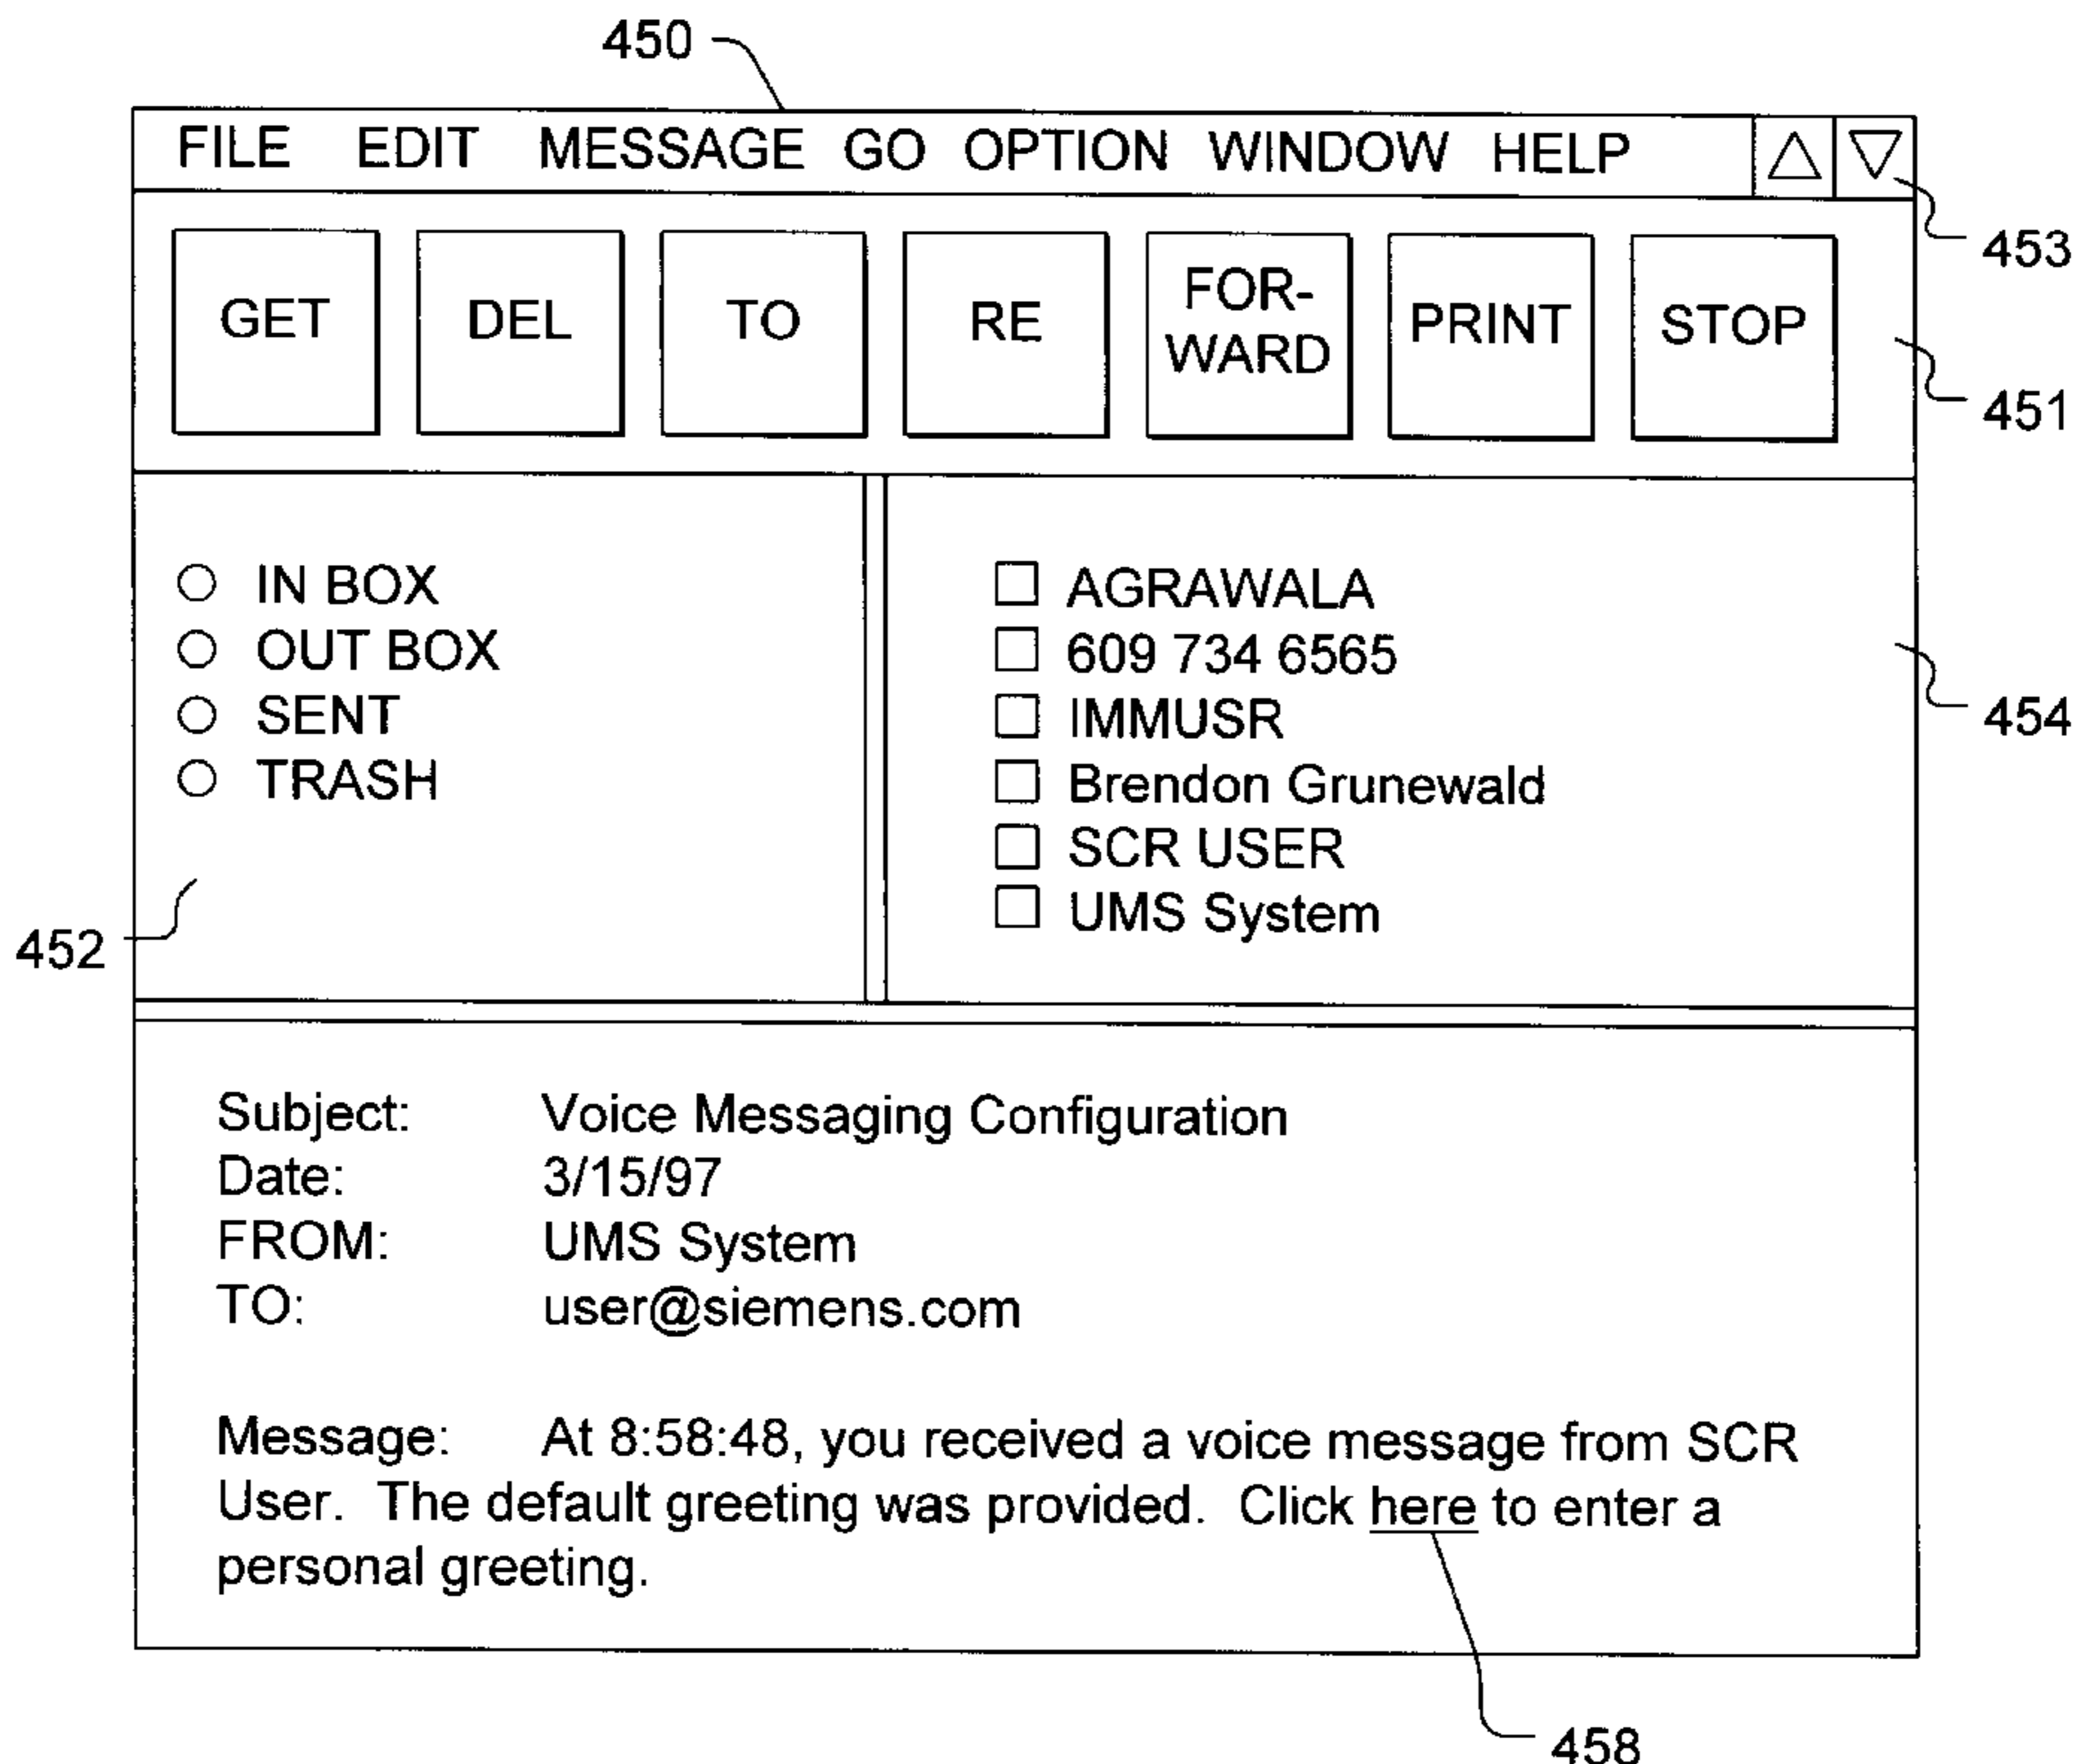 450
FILE EDIT MESSAGE GO OPTION WINDOW HELP
453
GET DEL TO RE FOR-
WARD PRINT STOP
451
IN BOX
OUT BOX
SENT
TRASH
452
AGRAWALA
609 734 6565
IMMUSR
Brendon Grunewald
SCR USER
UMS System
454
Subject: Voice Messaging Configuration
Date: 3/15/97
FROM: UMS System
TO: user@siemens.com
Message: At 8:58:48, you received a voice message from SCR
User. The default greeting was provided. Click here to enter a
personal greeting.
458